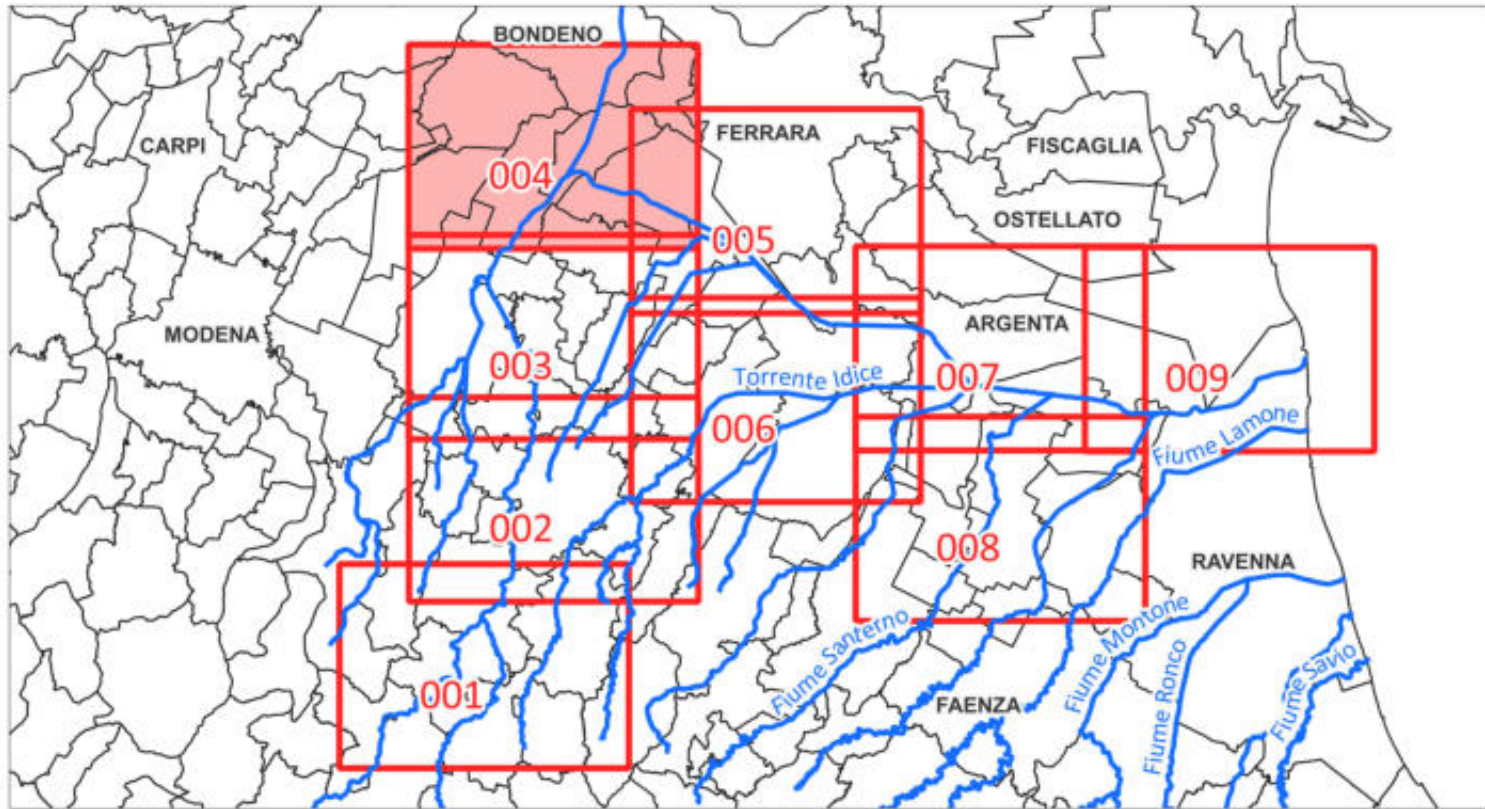 BONDENO
CARPI
FERRARA
FISCAGLIA
004
OSTELLATO
005
MODENA
ARGENTA
003
Torrente Idice
007
009
006
Fiume Lamone
002
008
RAVENNA
Fiume Santerno
Fiume Montone
001
FAENZA
Fiume Ronco
Fiume Savio